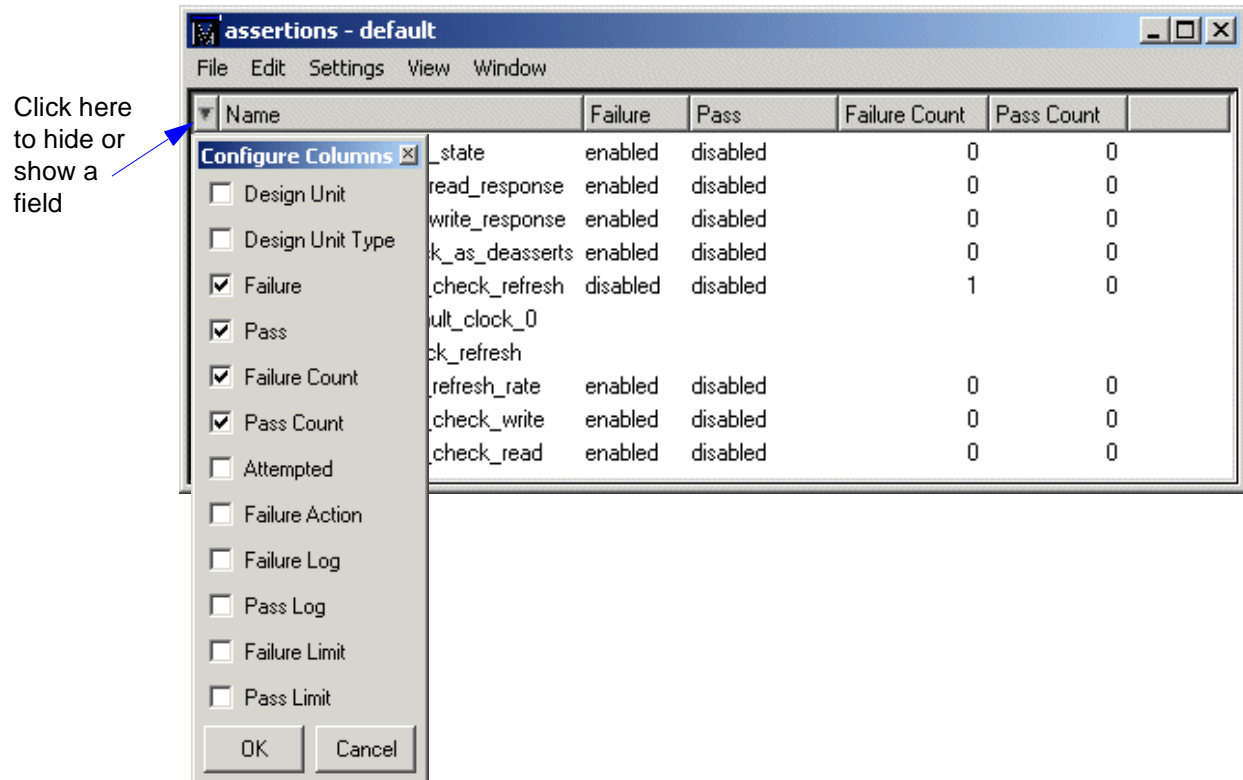 assertions - default
File Edit Settings View Window
Click here
to hide or
show a
field
Name Failure Pass Failure Count Pass Count
_state enabled disabled 0 0
read_response enabled disabled 0 0
write_response enabled disabled 0 0
k_as_deasserts enabled disabled 0 0
_check_refresh disabled disabled 1 0
ult_clock_0
ck_refresh
_refresh_rate enabled disabled 0 0
_check_write enabled disabled 0 0
_check_read enabled disabled 0 0
Configure Columns
Design Unit
Design Unit Type
Failure
Pass
Failure Count
Pass Count
Attempted
Failure Action
Failure Log
Pass Log
Failure Limit
Pass Limit
OK Cancel